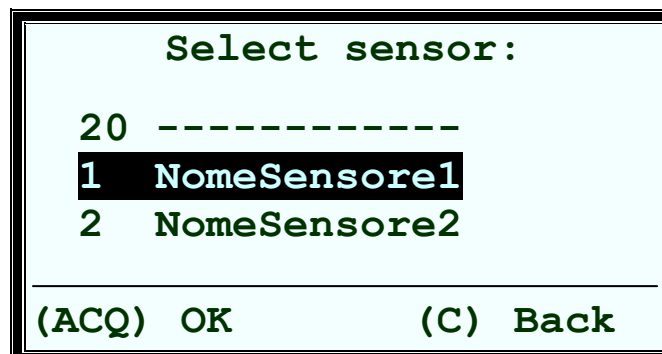 Select sensor:
20 ------------
1 NomeSensore1
2 NomeSensore2
(ACQ) OK (C) Back